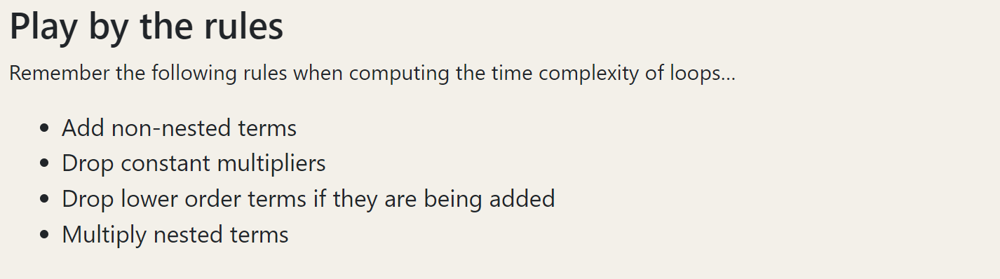 Play by the rules
Remember the following rules when computing the time complexity of loops...
• Add non-nested terms
• Drop constant multipliers
• Drop lower order terms if they are being added
• Multiply nested terms